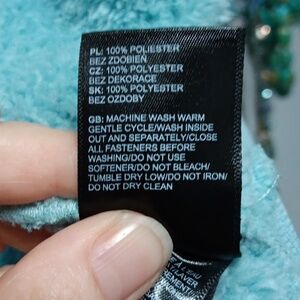 PL: 100% POLIESTER
BEZ ZDOBIEŃ
CZ: 100% POLYESTER
BEZ DEKORACE
SK: 100% POLYESTER
BEZ OZDOBY
GB: MACHINE WASH WARM
GENTLE CYCLE/WASH INSIDE
OUT AND SEPARATELY/CLOSE
ALL FASTENERS BEFORE
WASHING/DO NOT USE
SOFTENER/DO NOT BLEACH/
TUMBLE DRY LOW/DO NOT IRON/
DO NOT DRY CLEAN